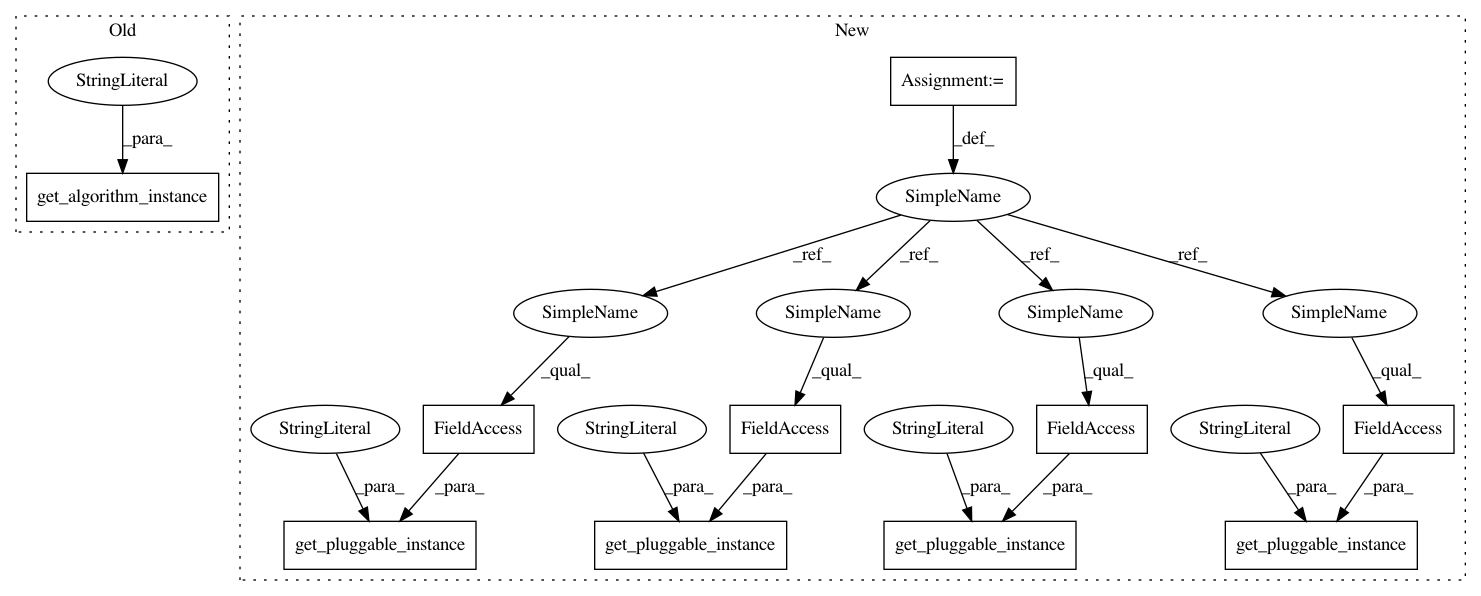 Old
New
StringLiteral
Assignment:=
_para_
_def_
get_algorithm_instance
SimpleName
_ref_
_ref_
_ref_
_ref_
SimpleName
SimpleName
SimpleName
SimpleName
_qual_
_qual_
_qual_
_qual_
StringLiteral
FieldAccess
StringLiteral
FieldAccess
StringLiteral
FieldAccess
StringLiteral
FieldAccess
_para_
_para_
_para_
_para_
_para_
_para_
_para_
_para_
get_pluggable_instance
get_pluggable_instance
get_pluggable_instance
get_pluggable_instance